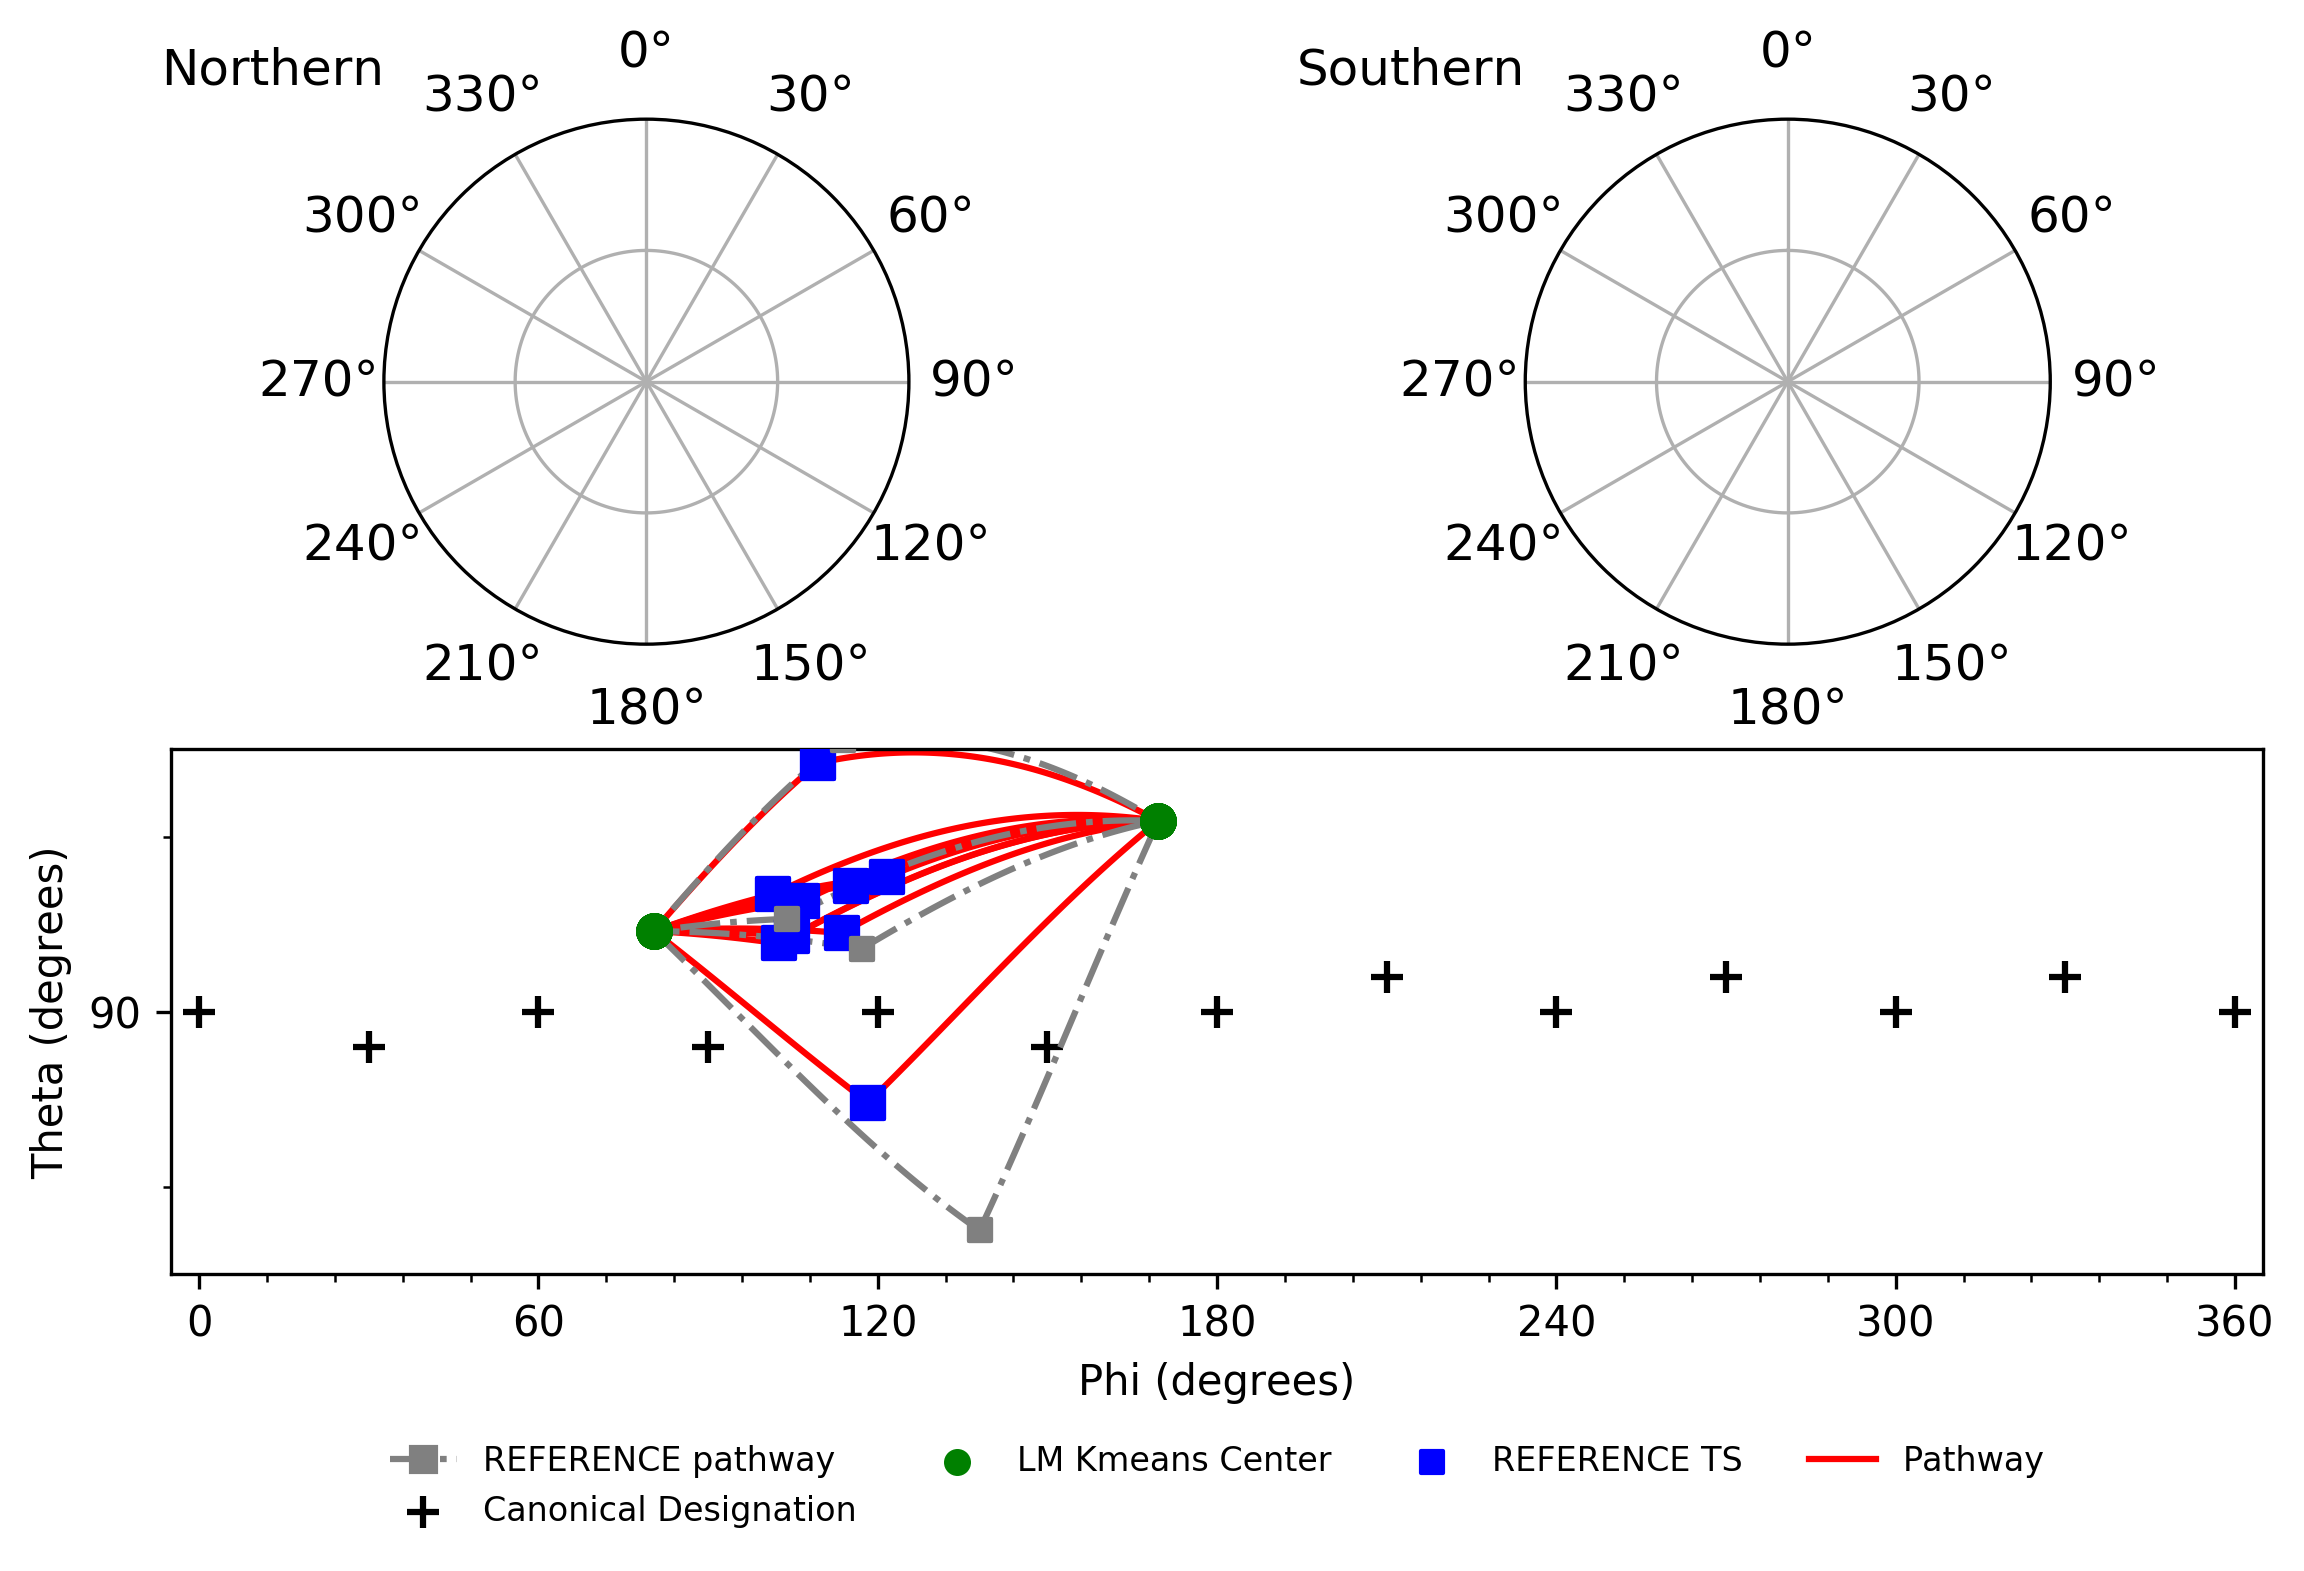 Northern
0°
30°
60°
90°
120°
150°
180°
210°
240°
270°
300°
330°
Southern
0°
30°
60°
90°
120°
150°
180°
210°
240°
270°
300°
330°
Theta (degrees)
90
0 60 120 180 240 300 360
Phi (degrees)
REFERENCE pathway
Canonical Designation
LM Kmeans Center
REFERENCE TS
Pathway